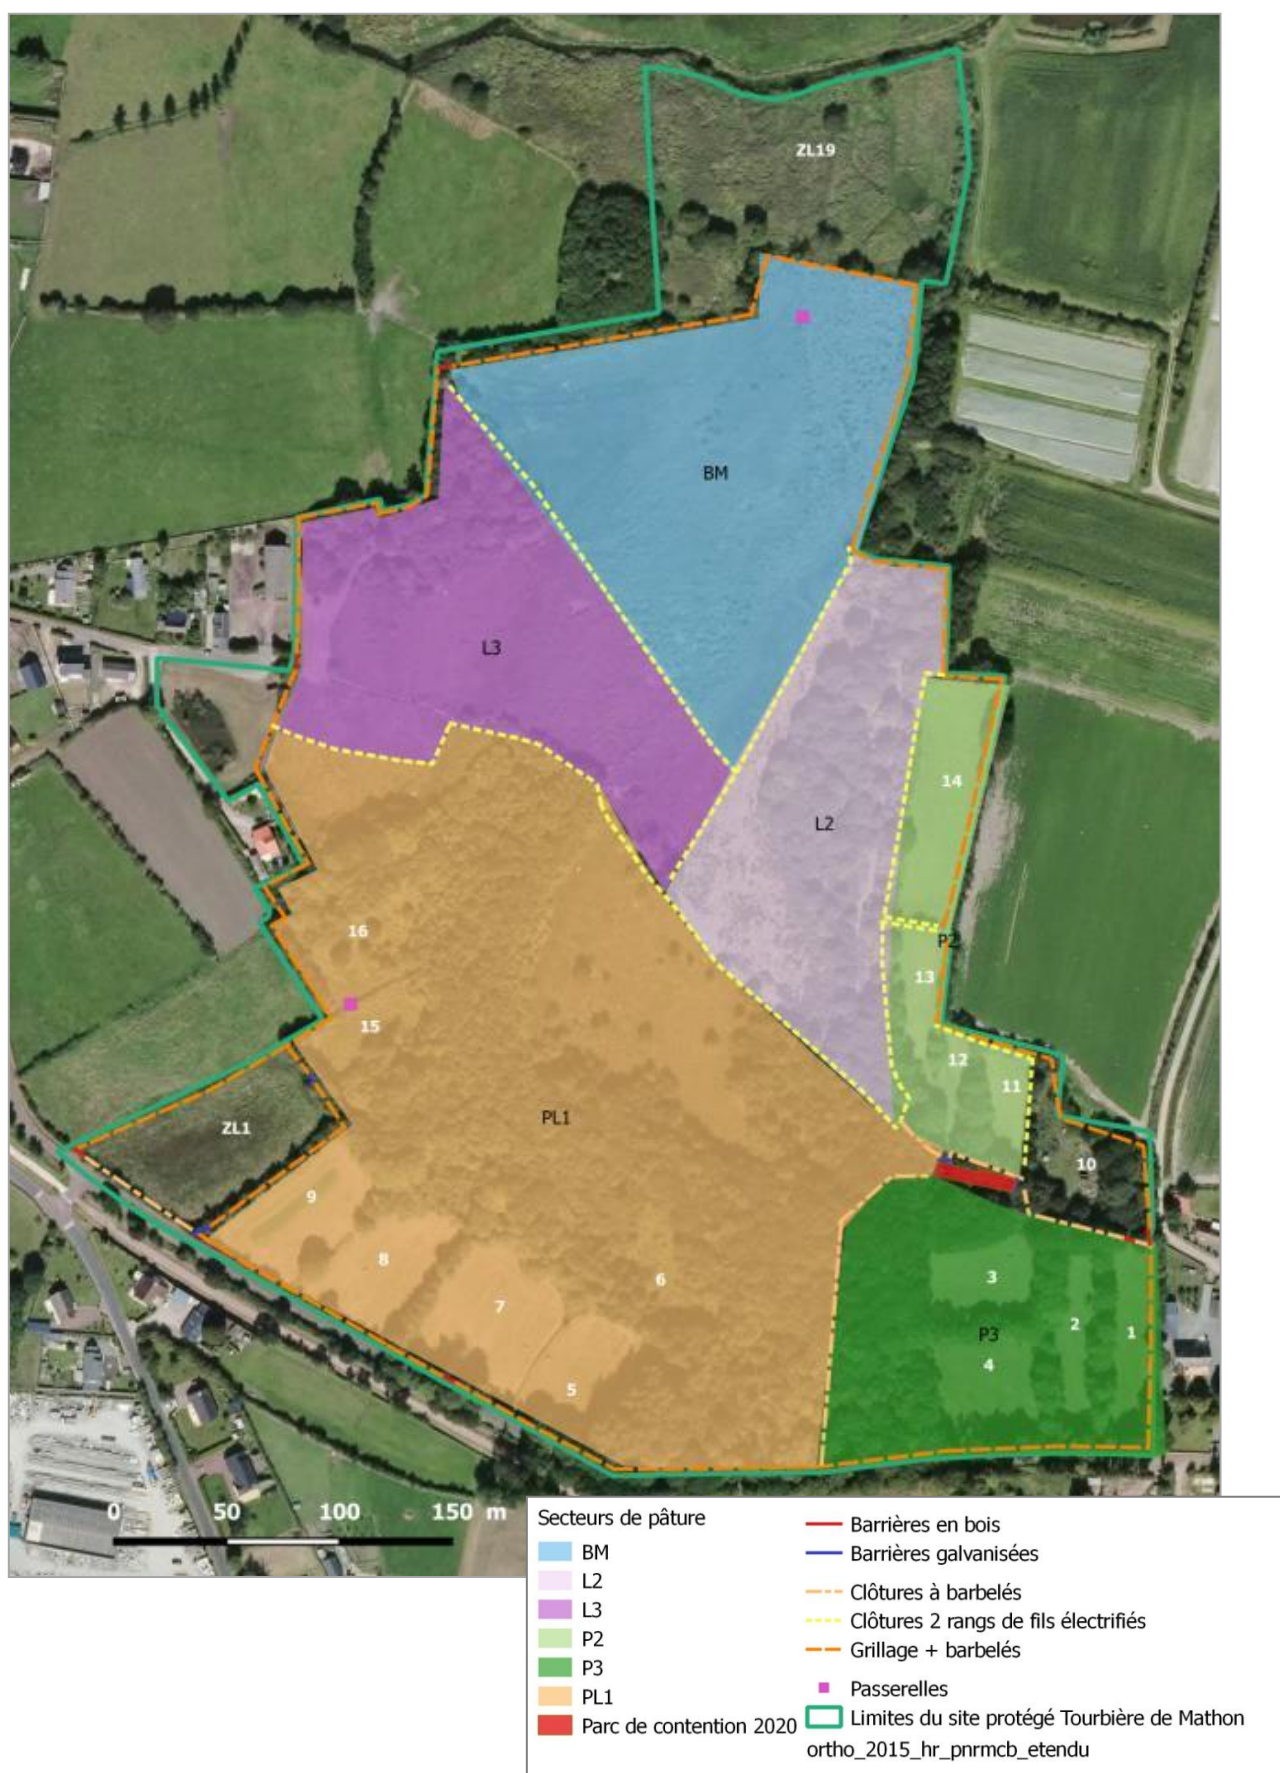 ZL19
BM
L3
14
L2
P2
16
13
15
12
11
PL1
ZL1
10
9
8
6
3
7
2
1
P3
4
5
0 50 100 150 m
Secteurs de pâture
BM
L2
L3
P2
P3
PL1
Parc de contention 2020
Barrières en bois
Barrières galvanisées
Clôtures à barbelés
Clôtures 2 rangs de fils électrifiés
Grillage + barbelés
Passerelles
Limites du site protégé Tourbière de Mathon
ortho_2015_hr_pnrmcb_etendu